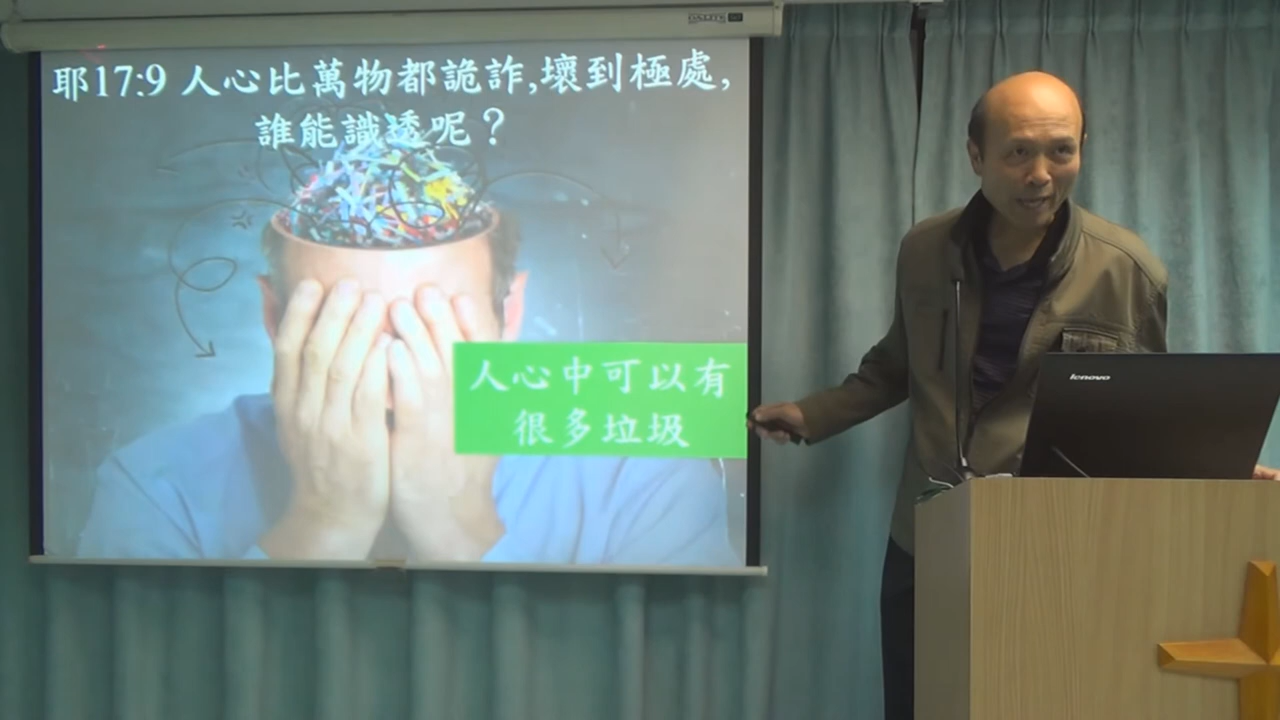 DALITE
耶17:9 人心比萬物都詭詐,壞到極處,
誰能識透呢？
人心中可以有
很多垃圾
lenovo